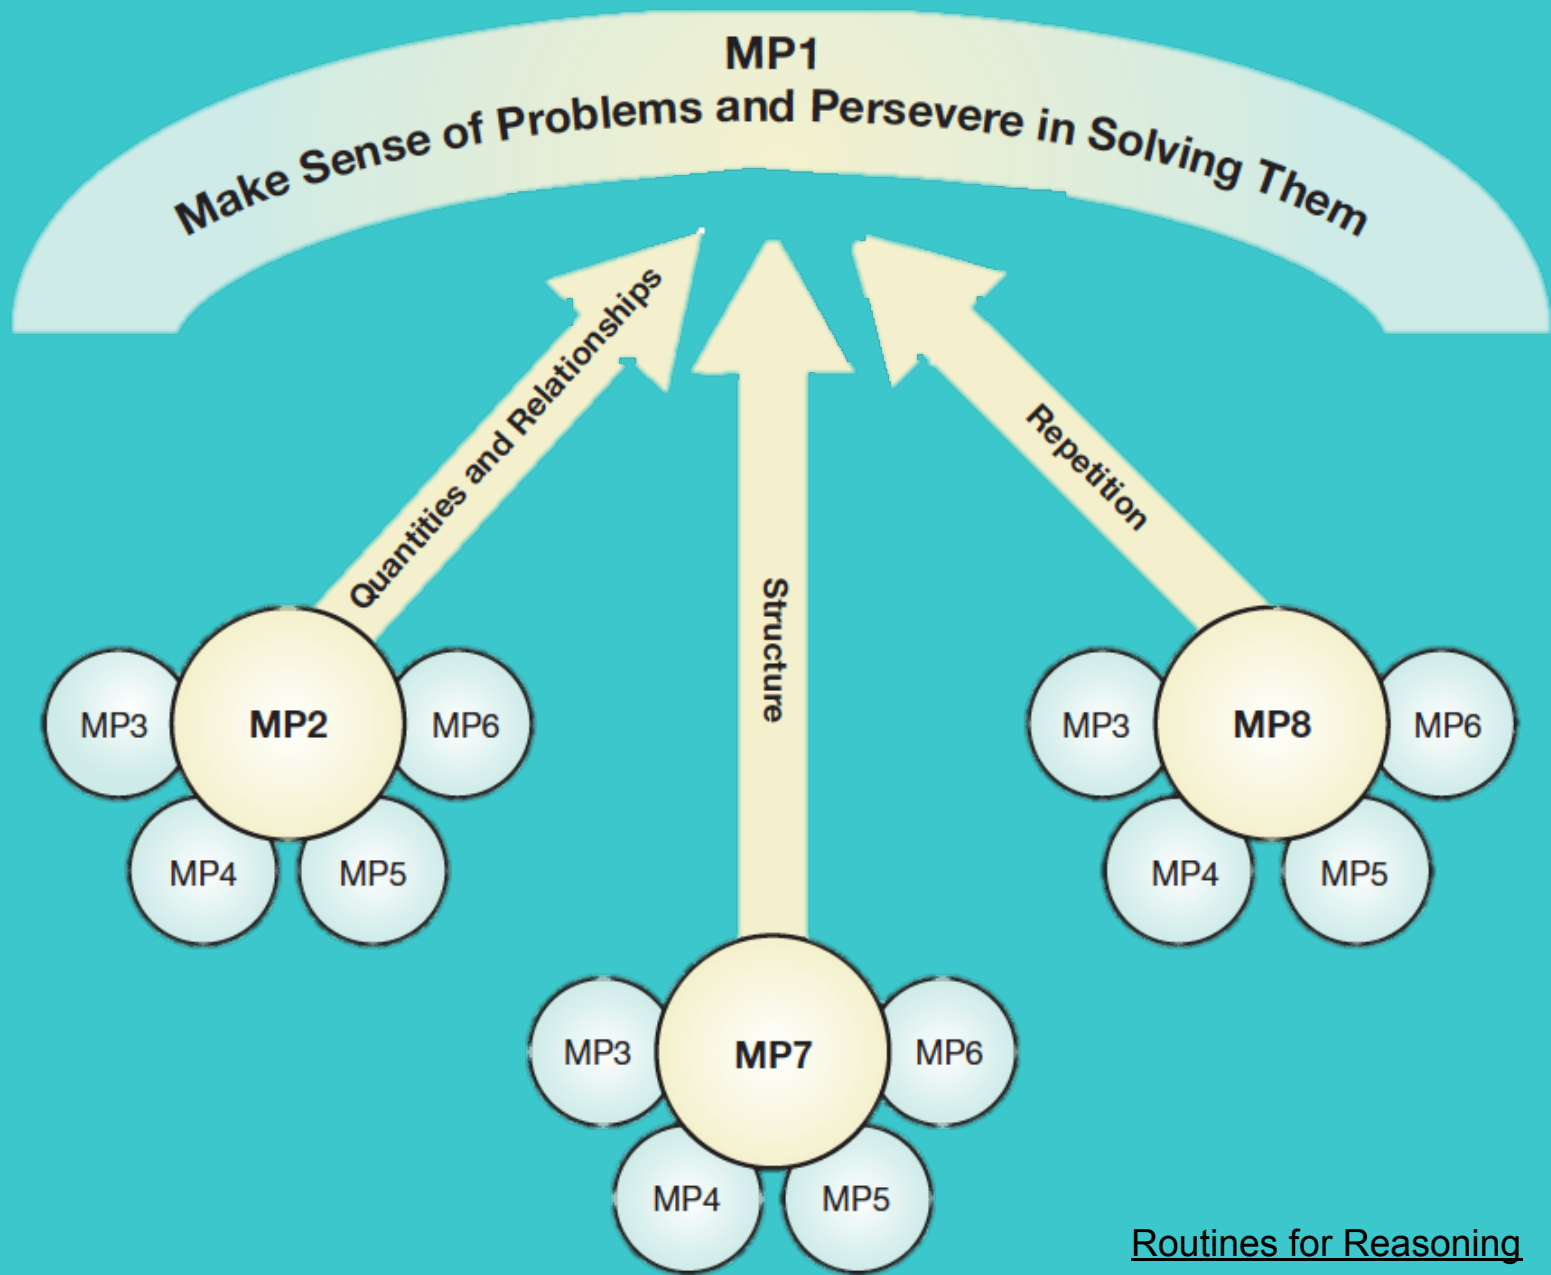 MP1
Make Sense of Problems and Persevere in Solving Them
Quantities and Relationships
Structure
Repetition
MP3
MP2
MP6
MP4
MP5
MP3
MP8
MP6
MP4
MP5
MP3
MP7
MP6
MP4
MP5
Routines for Reasoning